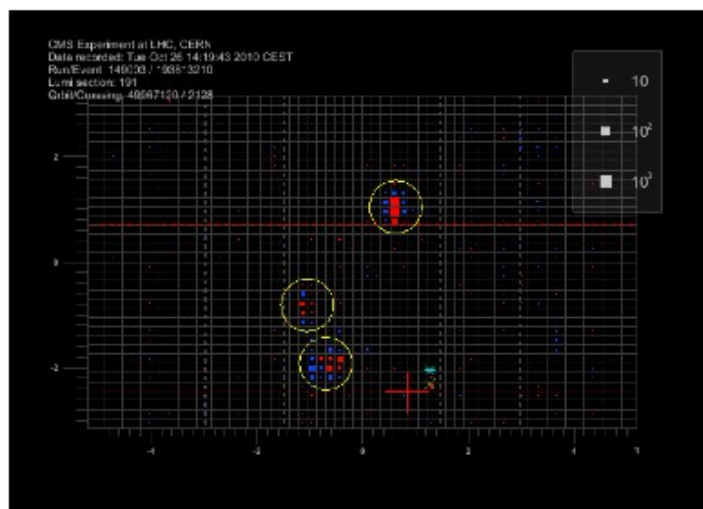 CMS Experiment at LHC, CERN
Data recorded: Tue Oct 26 14:19:43 2010 CEST
Run/Event: 149003 / 193813210
Lumi section: 191
Orbit/Crossing: 49967120 / 2128
10
10²
10³
2
0
-2
-4
-2
0
2
4